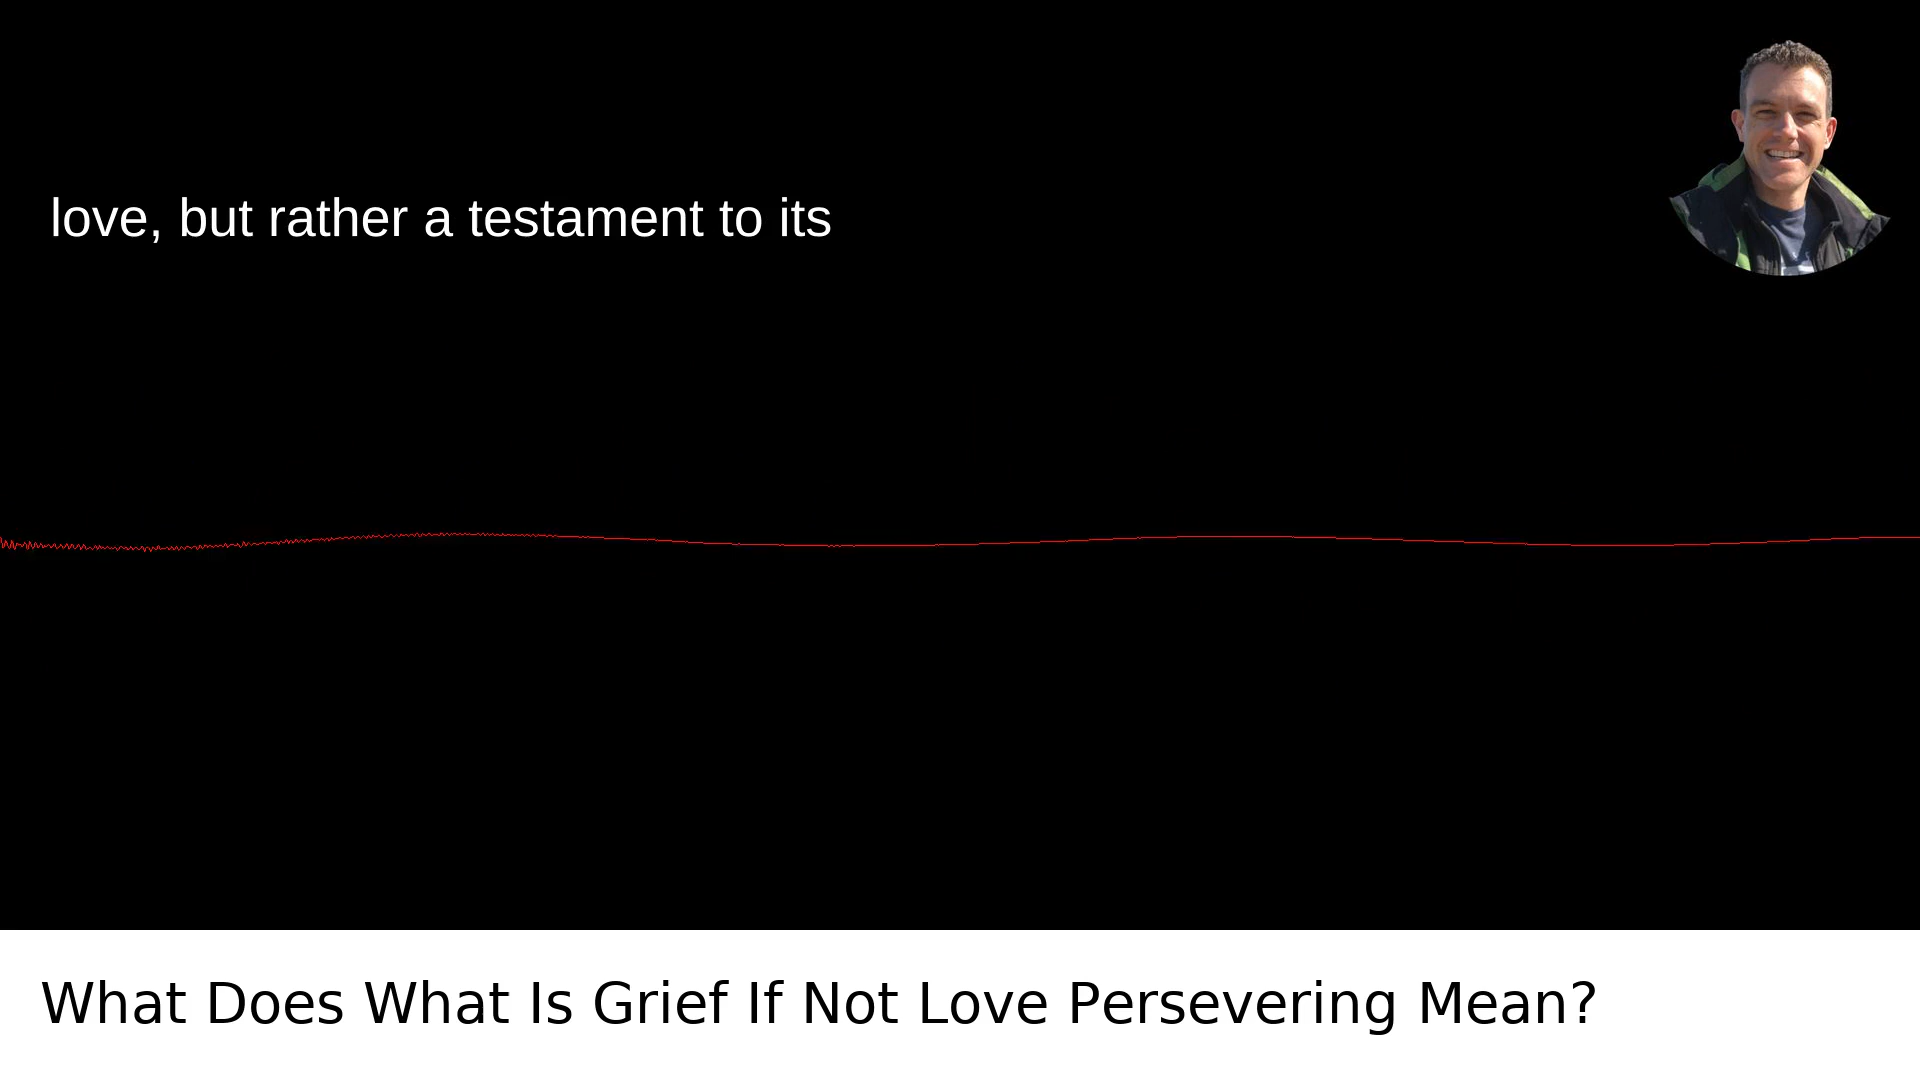 love, but rather a testament to its
What Does What Is Grief If Not Love Persevering Mean?